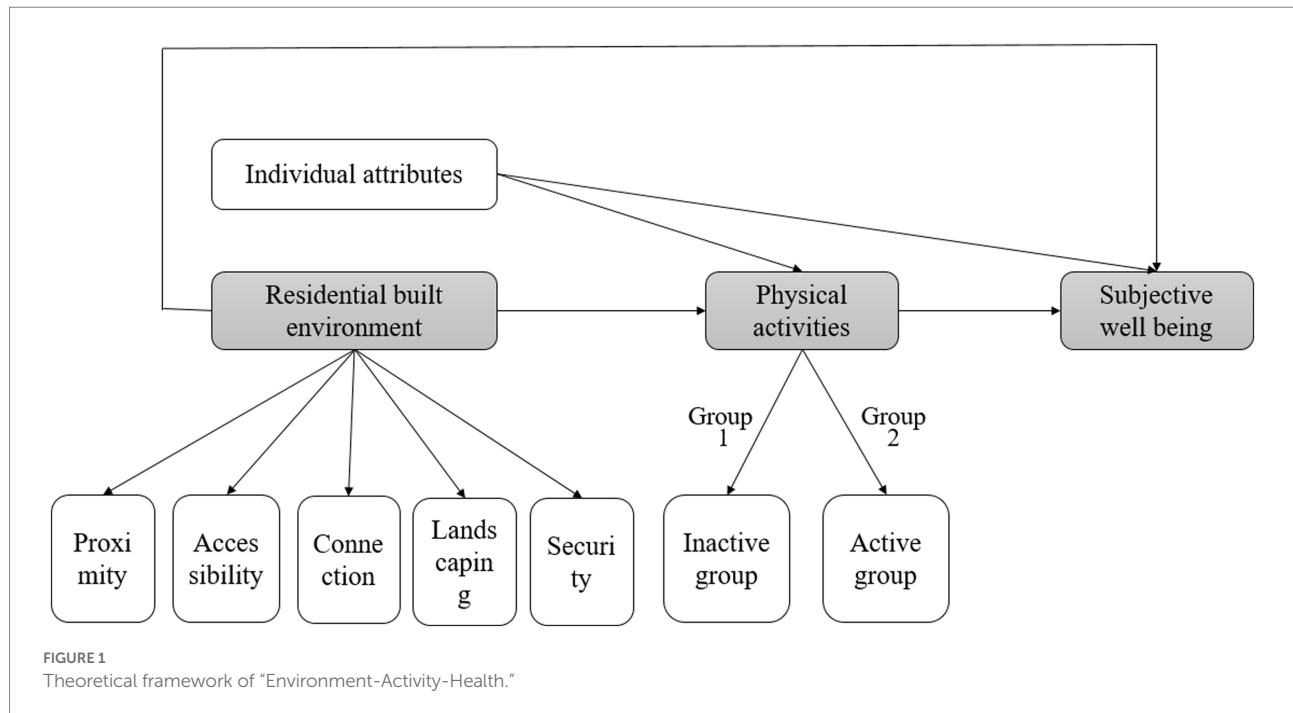 Individual attributes
Residential built
environment
Physical
activities
Subjective
well being
Group
1
Group
2
Proxi
mity
Acces
sibility
Conne
ction
Lands
capin
g
Securi
ty
Inactive
group
Active
group
FIGURE 1
Theoretical framework of “Environment-Activity-Health.”